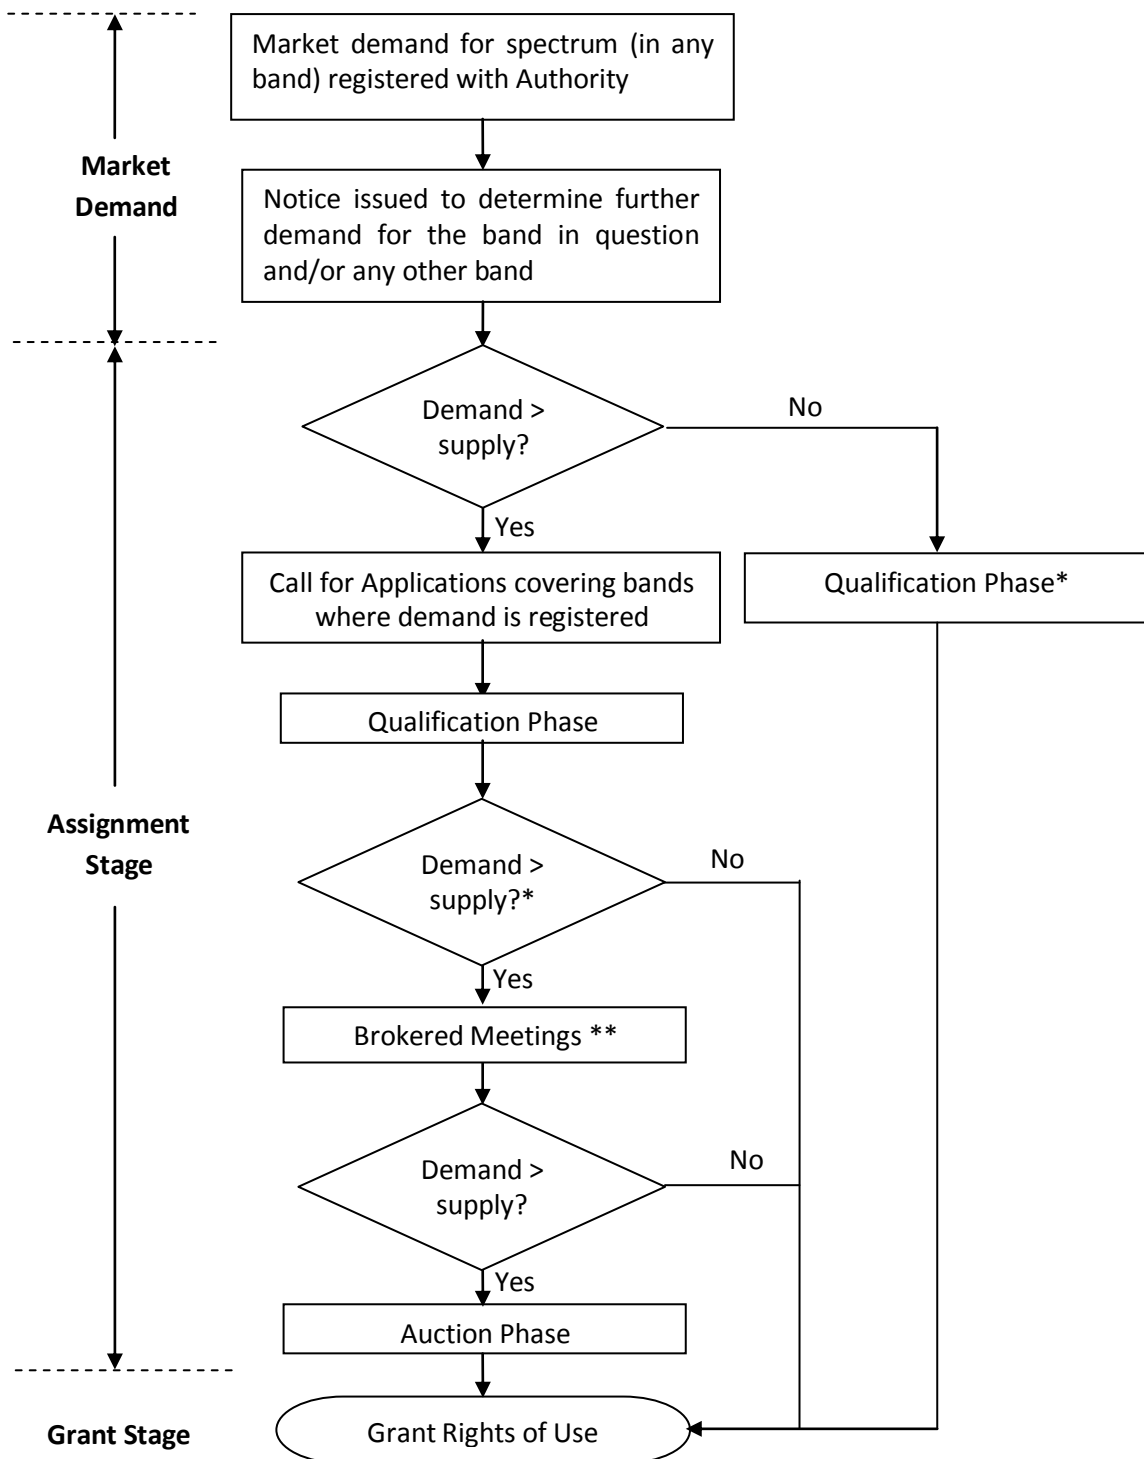 Market demand for spectrum (in any
band) registered with Authority
Market
Demand
Notice issued to determine further
demand for the band in question
and/or any other band
Demand >
supply?
No
Yes
Call for Applications covering bands
where demand is registered
Qualification Phase*
Qualification Phase
Assignment
Stage
Demand >
supply?*
No
Yes
Brokered Meetings **
Demand >
supply?
No
Yes
Auction Phase
Grant Stage
Grant Rights of Use